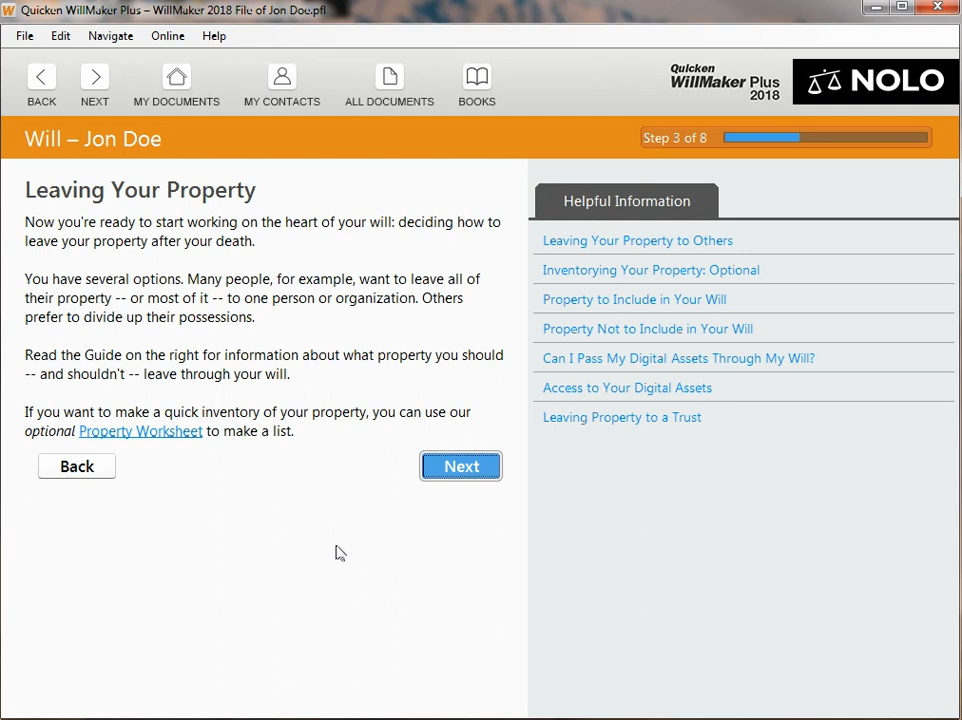 Quicken WillMaker Plus – WillMaker 2018 File of Jon Doe.pfl
File Edit Navigate Online Help
BACK NEXT MY DOCUMENTS MY CONTACTS ALL DOCUMENTS BOOKS
Quicken
WillMaker Plus
2018
NOLO
Will – Jon Doe
Step 3 of 8
Leaving Your Property
Now you're ready to start working on the heart of your will: deciding how to
leave your property after your death.
You have several options. Many people, for example, want to leave all of
their property -- or most of it -- to one person or organization. Others
prefer to divide up their possessions.
Read the Guide on the right for information about what property you should
-- and shouldn't -- leave through your will.
If you want to make a quick inventory of your property, you can use our
optional Property Worksheet to make a list.
Back
Next
Helpful Information
Leaving Your Property to Others
Inventorying Your Property: Optional
Property to Include in Your Will
Property Not to Include in Your Will
Can I Pass My Digital Assets Through My Will?
Access to Your Digital Assets
Leaving Property to a Trust